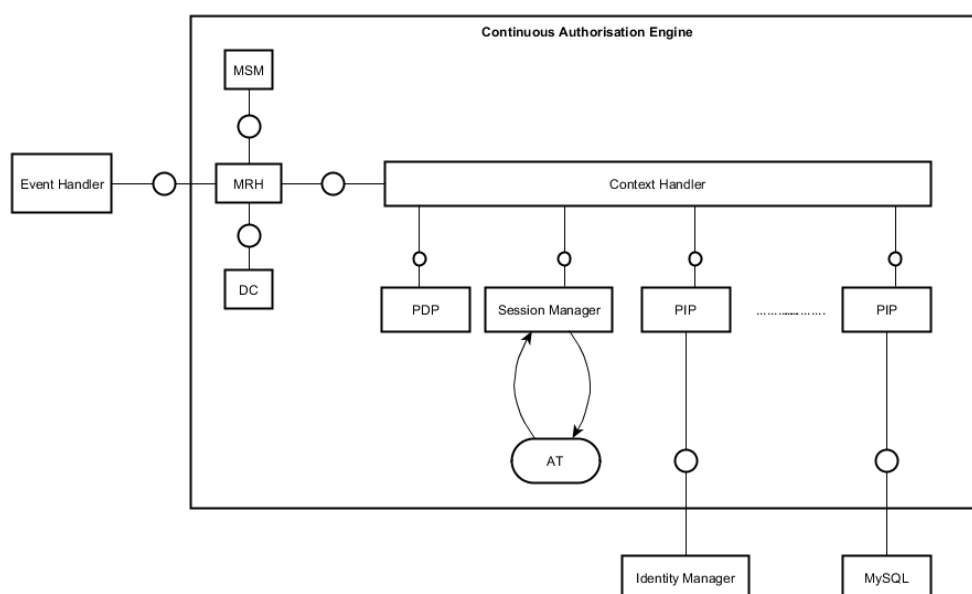 Continuous Authorisation Engine
MSM
Event Handler
MRH
Context Handler
DC
PDP
Session Manager
PIP
...................
PIP
AT
Identity Manager
MySQL